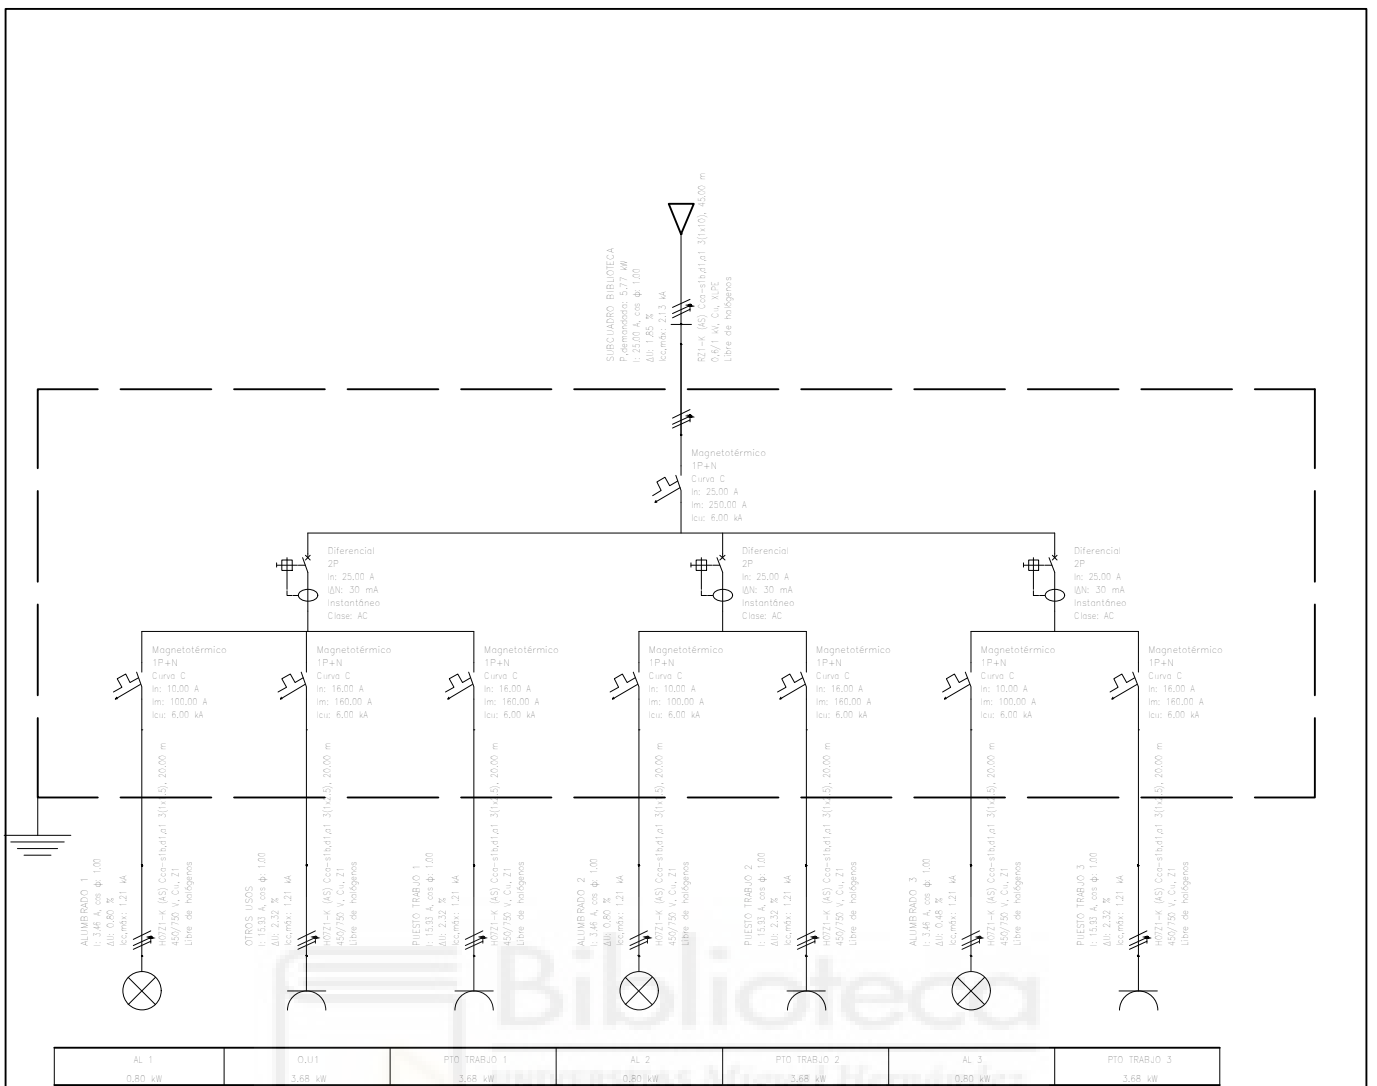 SUBCUADRO BIBLIOTECA
P.demandada: 5.77 kW
I: 25.00 A, cos φ: 1.00
ΔU: 1.85 %
Icc,máx: 2.13 kA
RZ1-K (AS) Cca-s1b,d1,a1 3(1x10), 45.00 m
0,6/1 kV, Cu, XLPE
Libre de halógenos
Magnetotérmico
1P+N
Curva C
In: 25.00 A
Im: 250.00 A
Icu: 6.00 kA
Diferencial
2P
In: 25.00 A
IΔN: 30 mA
Instantáneo
Clase: AC
Diferencial
2P
In: 25.00 A
IΔN: 30 mA
Instantáneo
Clase: AC
Diferencial
2P
In: 25.00 A
IΔN: 30 mA
Instantáneo
Clase: AC
Magnetotérmico
1P+N
Curva C
In: 10.00 A
Im: 100.00 A
Icu: 6.00 kA
Magnetotérmico
1P+N
Curva C
In: 16.00 A
Im: 160.00 A
Icu: 6.00 kA
Magnetotérmico
1P+N
Curva C
In: 16.00 A
Im: 160.00 A
Icu: 6.00 kA
Magnetotérmico
1P+N
Curva C
In: 10.00 A
Im: 100.00 A
Icu: 6.00 kA
Magnetotérmico
1P+N
Curva C
In: 16.00 A
Im: 160.00 A
Icu: 6.00 kA
Magnetotérmico
1P+N
Curva C
In: 10.00 A
Im: 100.00 A
Icu: 6.00 kA
Magnetotérmico
1P+N
Curva C
In: 16.00 A
Im: 160.00 A
Icu: 6.00 kA
ALUMBRADO 1
I: 3.46 A, cos φ: 1.00
ΔU: 0.80 %
Icc,máx: 1.21 kA
H07Z1-K (AS) Cca-s1b,d1,a1 3(1x1.5), 20.00 m
450/750 V, Cu, Z1
Libre de halógenos
OTROS USOS
I: 15.93 A, cos φ: 1.00
ΔU: 2.32 %
Icc,máx: 1.21 kA
H07Z1-K (AS) Cca-s1b,d1,a1 3(1x2.5), 20.00 m
450/750 V, Cu, Z1
Libre de halógenos
PUESTO TRABJO 1
I: 15.93 A, cos φ: 1.00
ΔU: 2.32 %
Icc,máx: 1.21 kA
H07Z1-K (AS) Cca-s1b,d1,a1 3(1x2.5), 20.00 m
450/750 V, Cu, Z1
Libre de halógenos
ALUMBRADO 2
I: 3.46 A, cos φ: 1.00
ΔU: 0.80 %
Icc,máx: 1.21 kA
H07Z1-K (AS) Cca-s1b,d1,a1 3(1x1.5), 20.00 m
450/750 V, Cu, Z1
Libre de halógenos
PUESTO TRABJO 2
I: 15.93 A, cos φ: 1.00
ΔU: 2.32 %
Icc,máx: 1.21 kA
H07Z1-K (AS) Cca-s1b,d1,a1 3(1x2.5), 20.00 m
450/750 V, Cu, Z1
Libre de halógenos
ALUMBRADO 3
I: 3.46 A, cos φ: 1.00
ΔU: 0.48 %
Icc,máx: 1.21 kA
H07Z1-K (AS) Cca-s1b,d1,a1 3(1x2.5), 20.00 m
450/750 V, Cu, Z1
Libre de halógenos
PUESTO TRABJO 3
I: 15.93 A, cos φ: 1.00
ΔU: 2.32 %
Icc,máx: 1.21 kA
H07Z1-K (AS) Cca-s1b,d1,a1 3(1x2.5), 20.00 m
450/750 V, Cu, Z1
Libre de halógenos
Biblioteca
AL 1 O.U.1 PTO TRABJO 1 AL 2 PTO TRABJO 2 AL 3 PTO TRABJO 3
0.80 kW 3.68 kW 3.68 kW 0.80 kW 3.68 kW 0.80 kW 3.68 kW